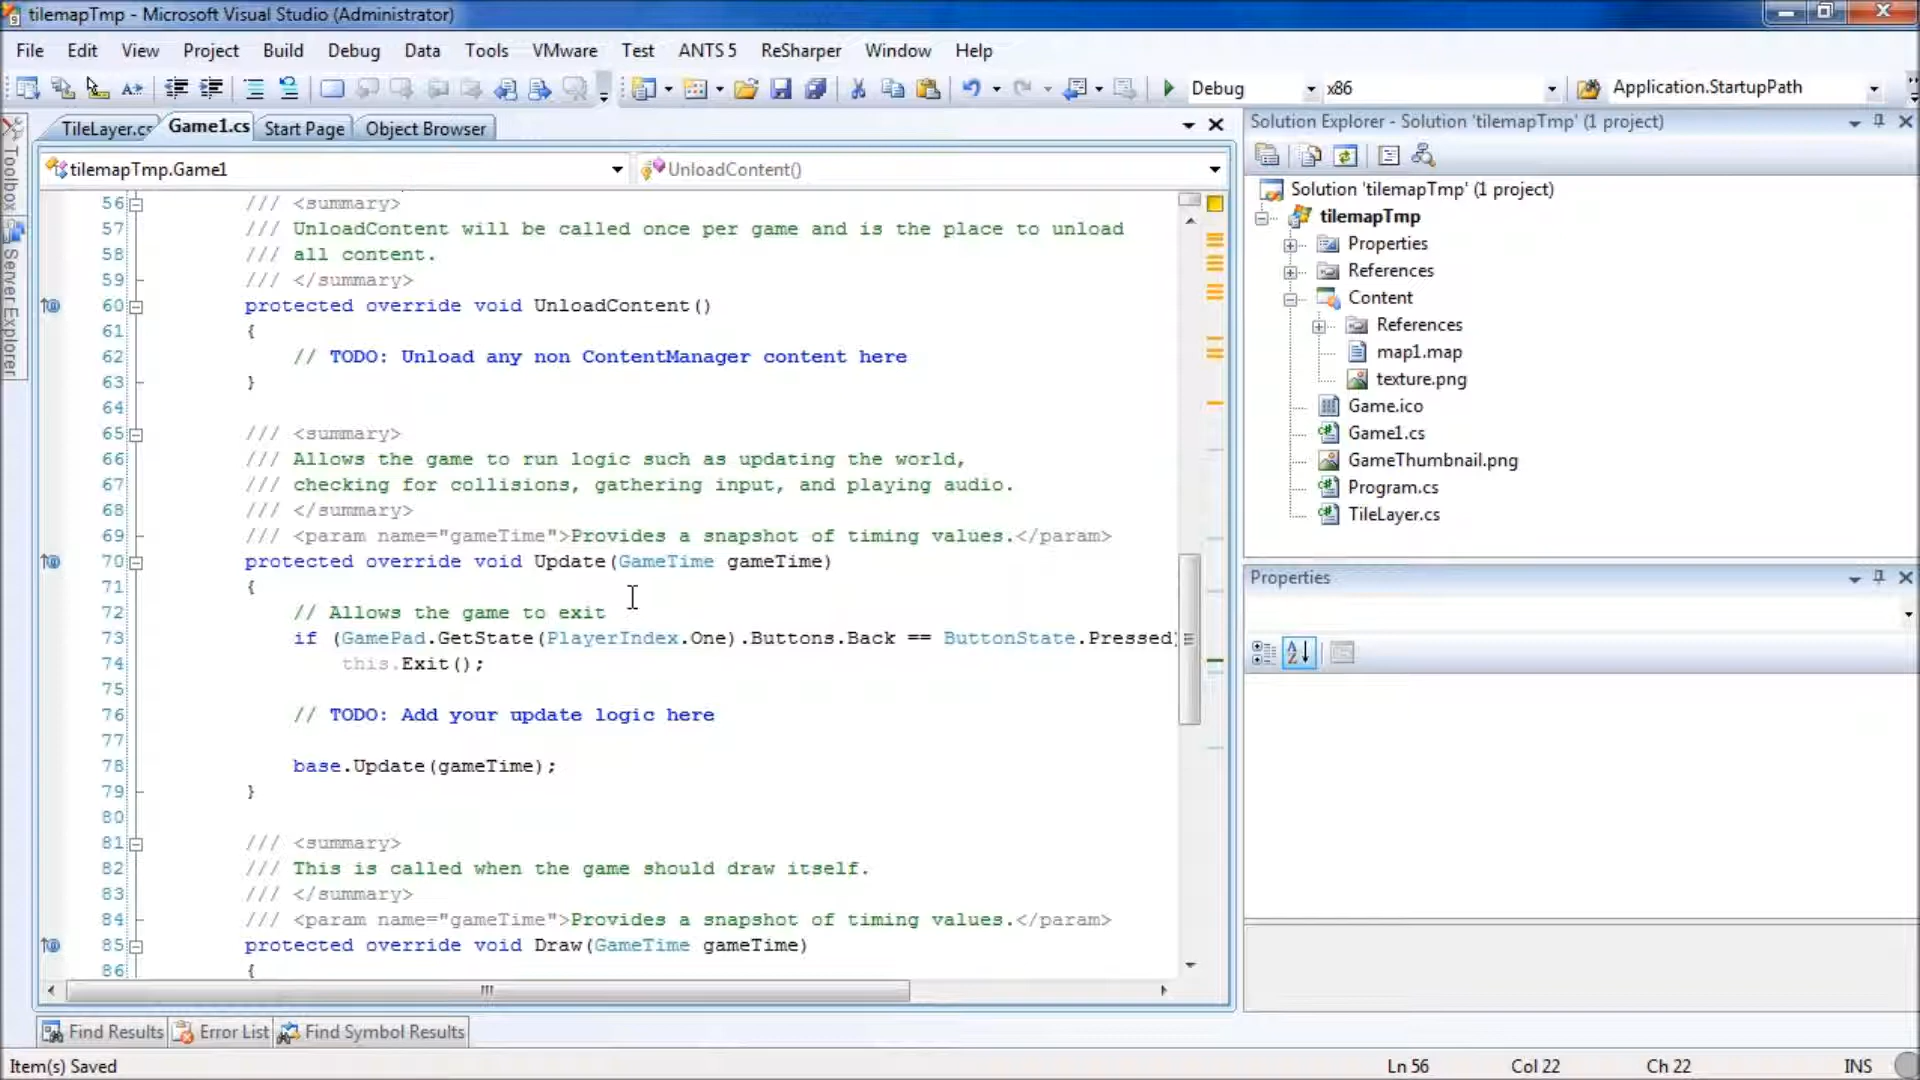 tilemapTmp - Microsoft Visual Studio (Administrator)
File Edit View Project Build Debug Data Tools VMware Test ANTS 5 ReSharper Window Help
Debug x86 Application.StartupPath
TileLayer.cs Game1.cs Start Page Object Browser
tilemapTmp.Game1 UnloadContent()
Toolbox
Server Explorer
56 /// <summary>
57 /// UnloadContent will be called once per game and is the place to unload
58 /// all content.
59 /// </summary>
60 protected override void UnloadContent()
61 {
62 // TODO: Unload any non ContentManager content here
63 }
64
65 /// <summary>
66 /// Allows the game to run logic such as updating the world,
67 /// checking for collisions, gathering input, and playing audio.
68 /// </summary>
69 /// <param name="gameTime">Provides a snapshot of timing values.</param>
70 protected override void Update(GameTime gameTime)
71 {
72 // Allows the game to exit
73 if (GamePad.GetState(PlayerIndex.One).Buttons.Back == ButtonState.Pressed)
74 this.Exit();
75
76 // TODO: Add your update logic here
77
78 base.Update(gameTime);
79 }
80
81 /// <summary>
82 /// This is called when the game should draw itself.
83 /// </summary>
84 /// <param name="gameTime">Provides a snapshot of timing values.</param>
85 protected override void Draw(GameTime gameTime)
86 {
Solution Explorer - Solution 'tilemapTmp' (1 project)
Solution 'tilemapTmp' (1 project)
tilemapTmp
Properties
References
Content
References
map1.map
texture.png
Game.ico
Game1.cs
GameThumbnail.png
Program.cs
TileLayer.cs
Properties
Find Results Error List Find Symbol Results
Item(s) Saved Ln 56 Col 22 Ch 22 INS